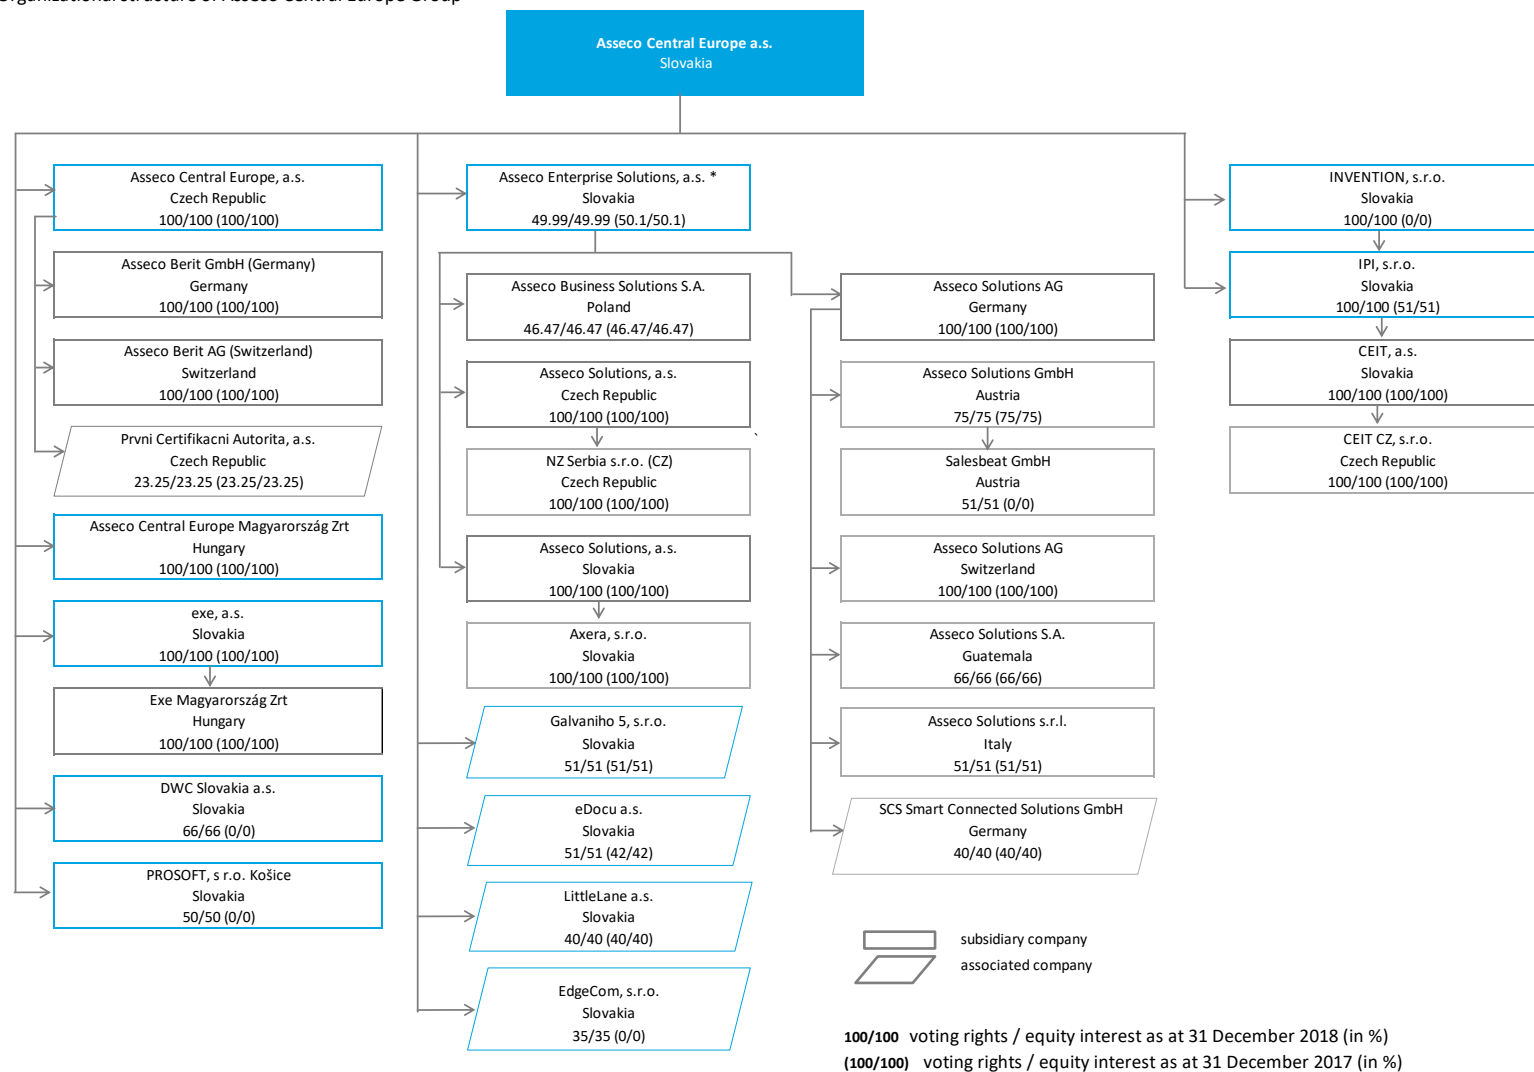 Organizational structure of Asseco Central Europe Group
Asseco Central Europe a.s.
Slovakia
Asseco Central Europe, a.s.
Czech Republic
100/100 (100/100)
Asseco Berit GmbH (Germany)
Germany
100/100 (100/100)
Asseco Berit AG (Switzerland)
Switzerland
100/100 (100/100)
Prvni Certifikacni Autorita, a.s.
Czech Republic
23.25/23.25 (23.25/23.25)
Asseco Central Europe Magyarország Zrt
Hungary
100/100 (100/100)
exe, a.s.
Slovakia
100/100 (100/100)
Exe Magyarország Zrt
Hungary
100/100 (100/100)
DWC Slovakia a.s.
Slovakia
66/66 (0/0)
PROSOFT, s r.o. Košice
Slovakia
50/50 (0/0)
Asseco Enterprise Solutions, a.s. *
Slovakia
49.99/49.99 (50.1/50.1)
Asseco Business Solutions S.A.
Poland
46.47/46.47 (46.47/46.47)
Asseco Solutions, a.s.
Czech Republic
100/100 (100/100)
NZ Serbia s.r.o. (CZ)
Czech Republic
100/100 (100/100)
Asseco Solutions, a.s.
Slovakia
100/100 (100/100)
Axera, s.r.o.
Slovakia
100/100 (100/100)
Galvaniho 5, s.r.o.
Slovakia
51/51 (51/51)
eDocu a.s.
Slovakia
51/51 (42/42)
LittleLane a.s.
Slovakia
40/40 (40/40)
EdgeCom, s.r.o.
Slovakia
35/35 (0/0)
Asseco Solutions AG
Germany
100/100 (100/100)
Asseco Solutions GmbH
Austria
75/75 (75/75)
`
Salesbeat GmbH
Austria
51/51 (0/0)
Asseco Solutions AG
Switzerland
100/100 (100/100)
Asseco Solutions S.A.
Guatemala
66/66 (66/66)
Asseco Solutions s.r.l.
Italy
51/51 (51/51)
SCS Smart Connected Solutions GmbH
Germany
40/40 (40/40)
INVENTION, s.r.o.
Slovakia
100/100 (0/0)
IPI, s.r.o.
Slovakia
100/100 (51/51)
CEIT, a.s.
Slovakia
100/100 (100/100)
CEIT CZ, s.r.o.
Czech Republic
100/100 (100/100)
subsidiary company
associated company
100/100 voting rights / equity interest as at 31 December 2018 (in %)
(100/100) voting rights / equity interest as at 31 December 2017 (in %)